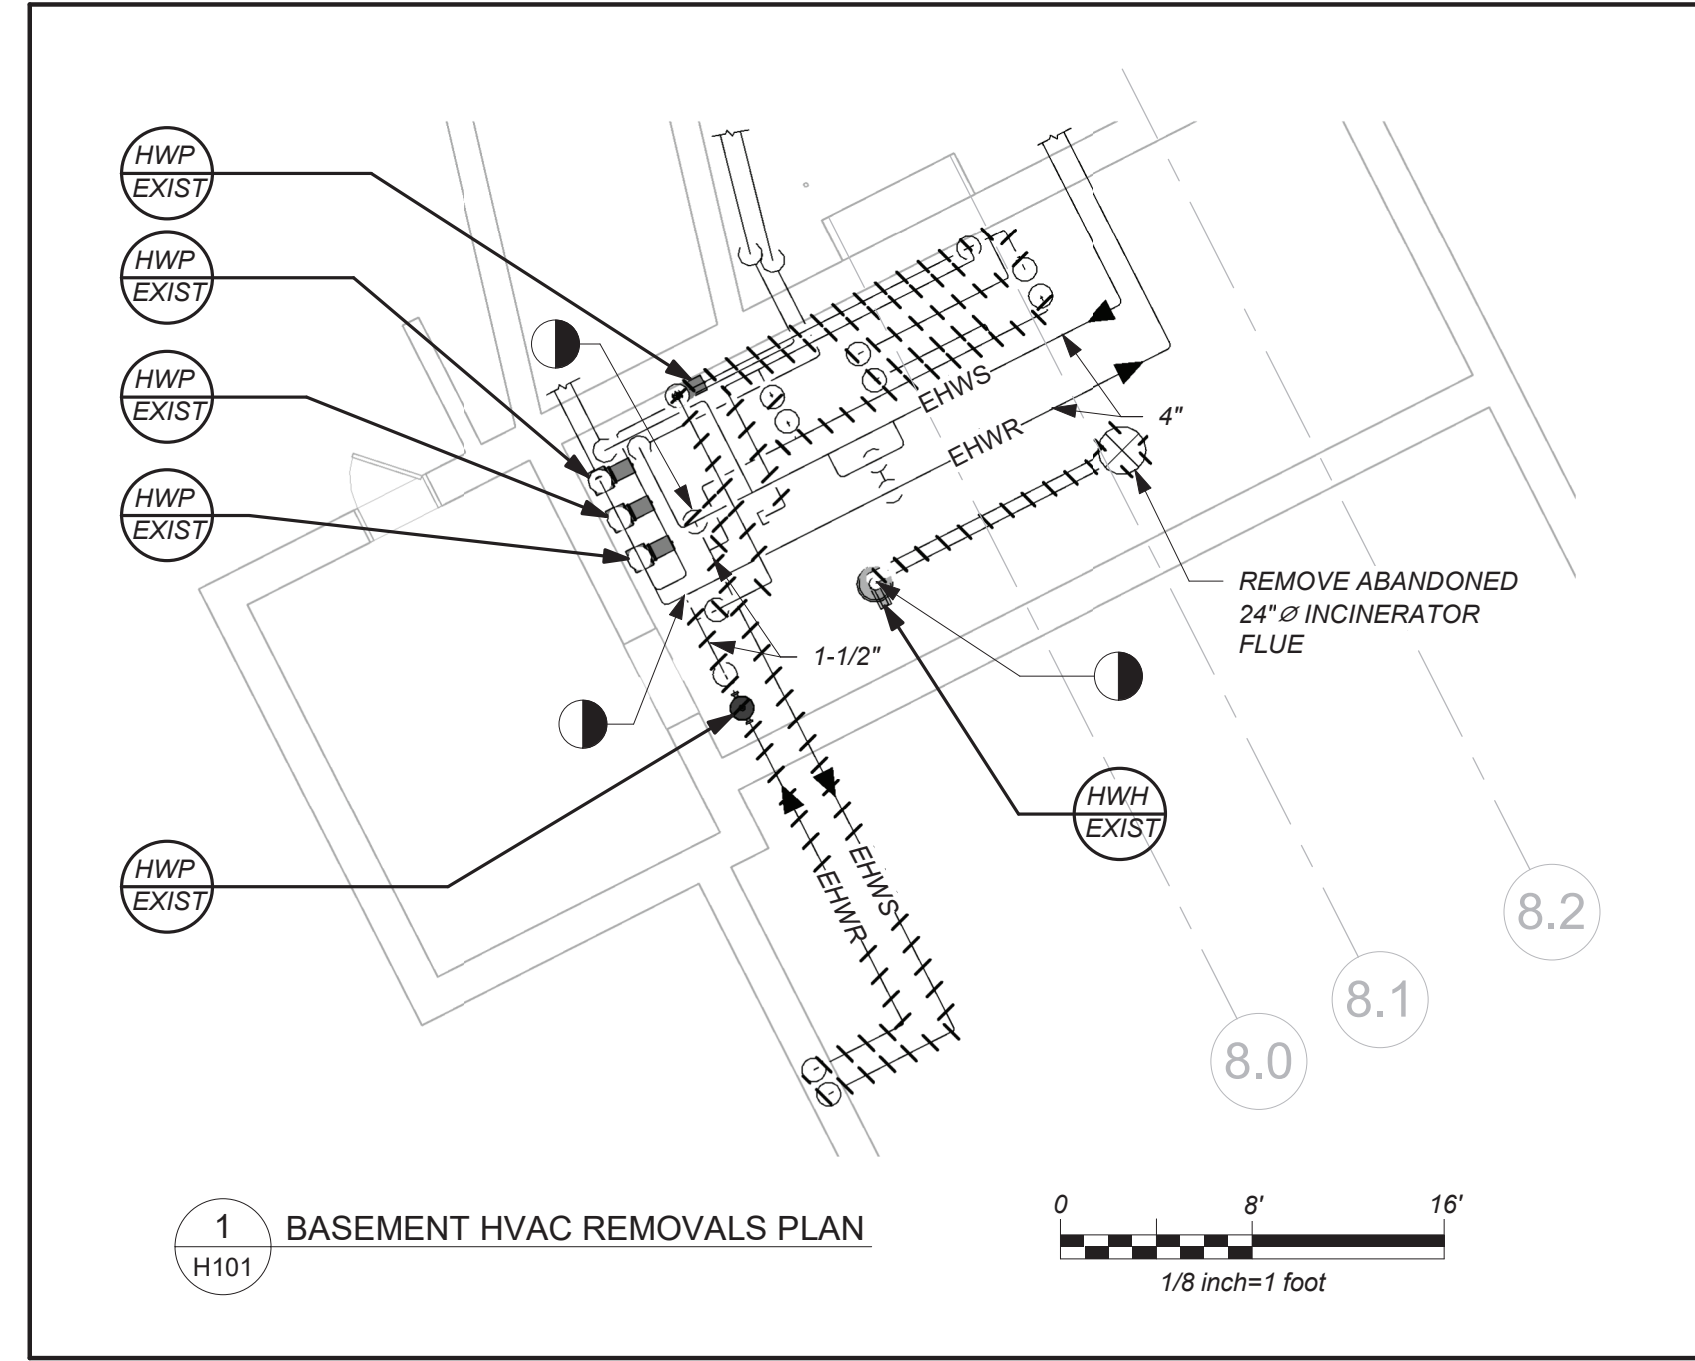 HWP
EXIST
HWP
EXIST
HWP
EXIST
HWP
EXIST
EHWS
EHWR
4"
REMOVE ABANDONED
24"Ø INCINERATOR
FLUE
1-1/2"
HWP
EXIST
HWH
EXIST
EHWS
EHWR
8.2
8.1
8.0
1
H101
BASEMENT HVAC REMOVALS PLAN
0 8' 16'
1/8 inch=1 foot